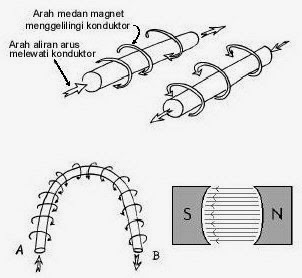 Arah medan magnet
menggelilingi konduktor
Arah aliran arus
melewati konduktor
A
B
S
N